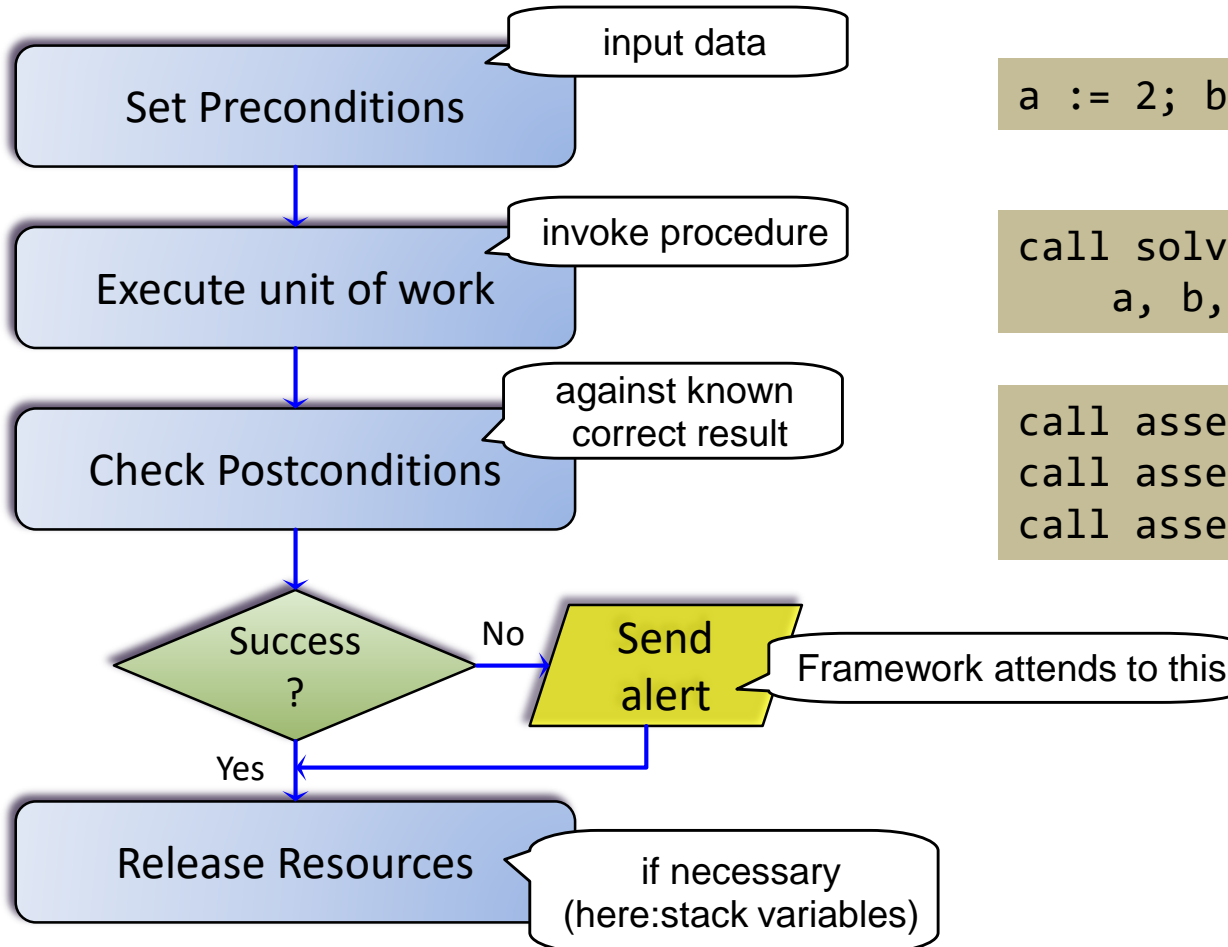 input data
Set Preconditions
a := 2; b
invoke procedure
Execute unit of work
call solv
a, b,
against known
correct result
Check Postconditions
call asse
call asse
call asse
Success
?
No
Send
alert
Framework attends to this
Yes
Release Resources
if necessary
(here:stack variables)